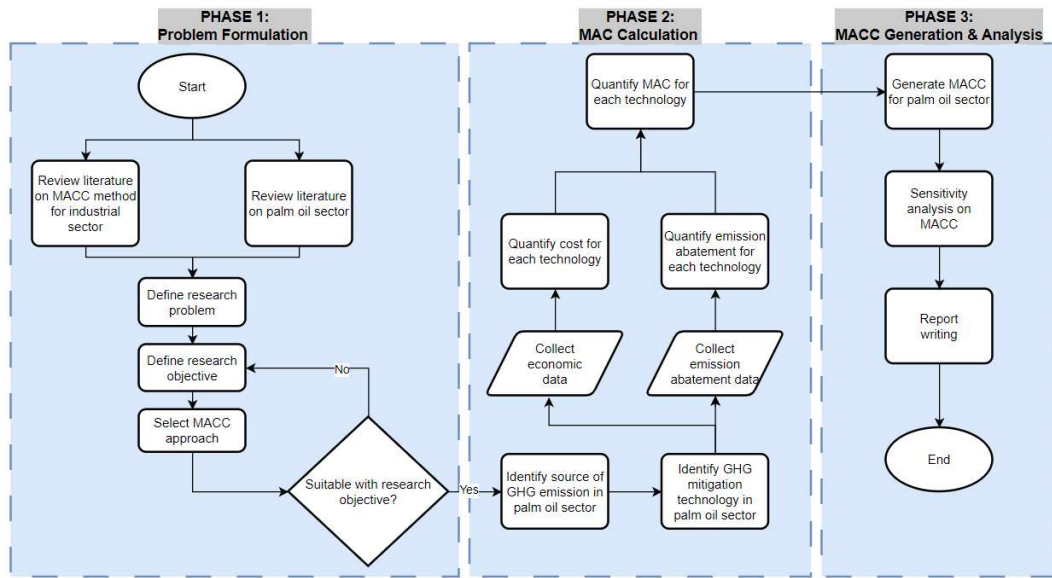 PHASE 1:
Problem Formulation
Start
Review literature
on MACC method
for industrial
sector
Review literature
on palm oil sector
Define research
problem
Define research
objective
No
Select MACC
approach
Suitable with research
objective?
Yes
PHASE 2:
MAC Calculation
Quantify MAC for
each technology
Quantify cost for
each technology
Quantify emission
abatement for
each technology
Collect
economic
data
Collect
emission
abatement data
Identify source of
GHG emission in
palm oil sector
Identify GHG
mitigation
technology in
palm oil sector
PHASE 3:
MACC Generation & Analysis
Generate MACC
for palm oil sector
Sensitivity
analysis on
MACC
Report
writing
End